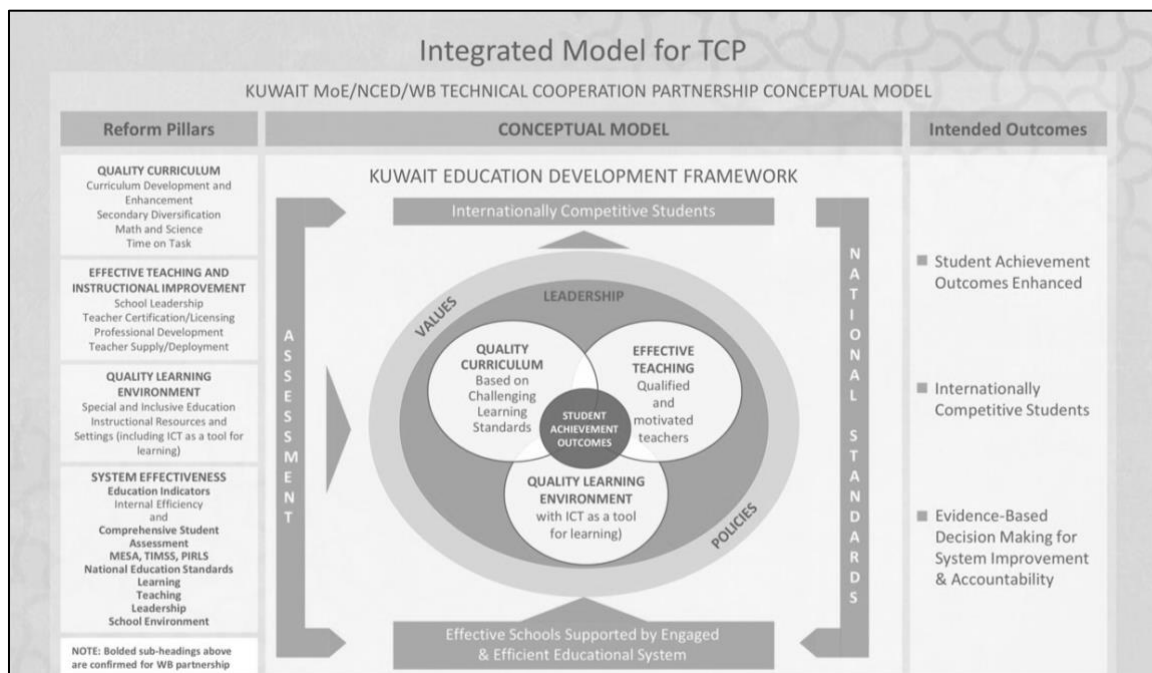 Integrated Model for TCP
KUWAIT MoE/NCED/WB TECHNICAL COOPERATION PARTNERSHIP CONCEPTUAL MODEL
Reform Pillars
QUALITY CURRICULUM
Curriculum Development and
Enhancement
Secondary Diversification
Math and Science
Time on Task
EFFECTIVE TEACHING AND
INSTRUCTIONAL IMPROVEMENT
School Leadership
Teacher Certification/Licensing
Professional Development
Teacher Supply/Deployment
QUALITY LEARNING
ENVIRONMENT
Special and Inclusive Education
Instructional Resources and
Settings (including ICT as a tool for
learning)
SYSTEM EFFECTIVENESS
Education Indicators
Internal Efficiency
and
Comprehensive Student
Assessment
MESA, TIMSS, PIRLS
National Education Standards
Learning
Teaching
Leadership
School Environment
NOTE: Bolded sub-headings above
are confirmed for WB partnership
CONCEPTUAL MODEL
KUWAIT EDUCATION DEVELOPMENT FRAMEWORK
Internationally Competitive Students
ASSESSMENT
VALUES
LEADERSHIP
QUALITY
CURRICULUM
Based on
Challenging
Learning
Standards
EFFECTIVE
TEACHING
Qualified
and
motivated
teachers
STUDENT
ACHIEVEMENT
OUTCOMES
QUALITY LEARNING
ENVIRONMENT
with ICT as a tool
for learning)
POLICIES
NATIONAL STANDARDS
Effective Schools Supported by Engaged
& Efficient Educational System
Intended Outcomes
Student Achievement
Outcomes Enhanced
Internationally
Competitive Students
Evidence-Based
Decision Making for
System Improvement
& Accountability